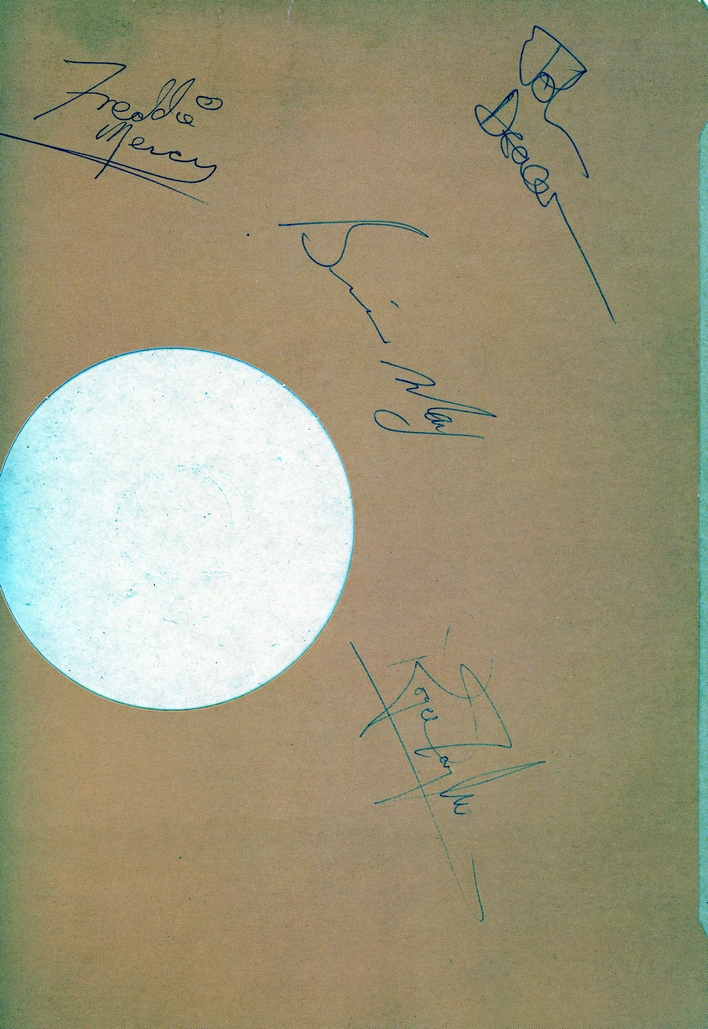 Freddie
Mercury
John
Deacon
Brian May
Roger Taylor